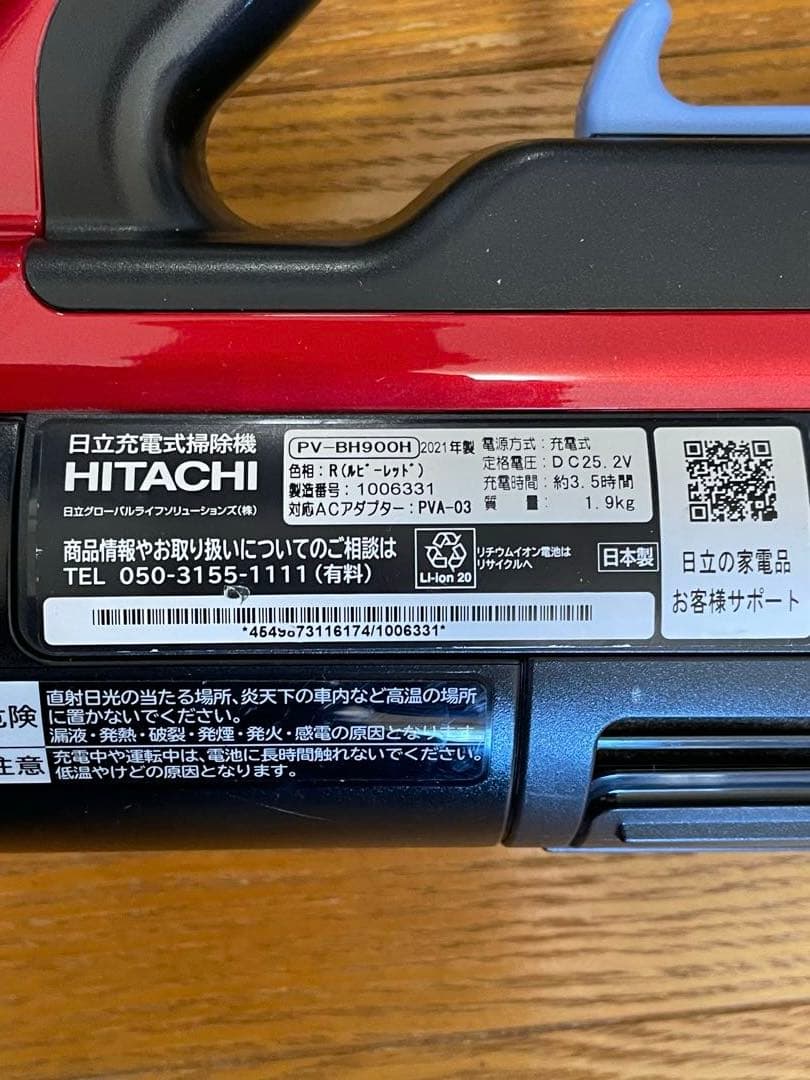 日立充電式掃除機
HITACHI
日立グローバルライフソリューションズ(株)
PV-BH900H 2021年製
色相:R(ルビーレッド)
製造番号:1006331
対応ACアダプター:PVA-03
電源方式:充電式
定格電圧:DC25.2V
充電時間:約3.5時間
質 量: 1.9kg
商品情報やお取り扱いについてのご相談は
TEL 050-3155-1111(有料)
Li-ion 20
リチウムイオン電池は
リサイクルへ
日本製
*4549873116174/1006331*
日立の家電品
お客様サポート
危険
直射日光の当たる場所、炎天下の車内など高温の場所
に置かないでください。
漏液・発熱・破裂・発煙・発火・感電の原因となります
注意
充電中や運転中は、電池に長時間触れないでください。
低温やけどの原因となります。